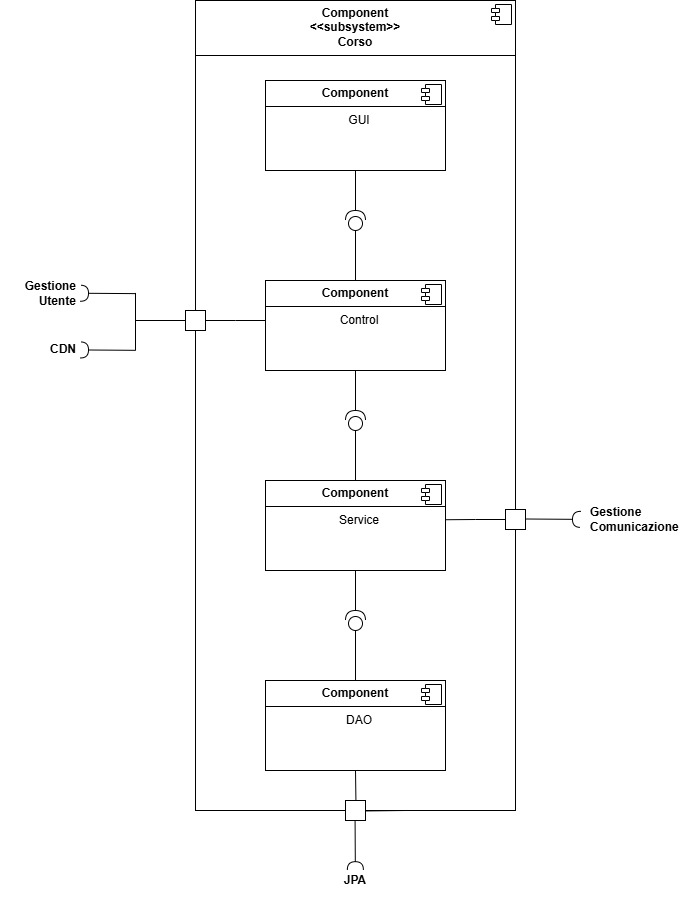 Component
<<subsystem>>
Corso
Component
GUI
Gestione
Utente
CDN
Component
Control
Component
Service
Gestione
Comunicazione
Component
DAO
JPA